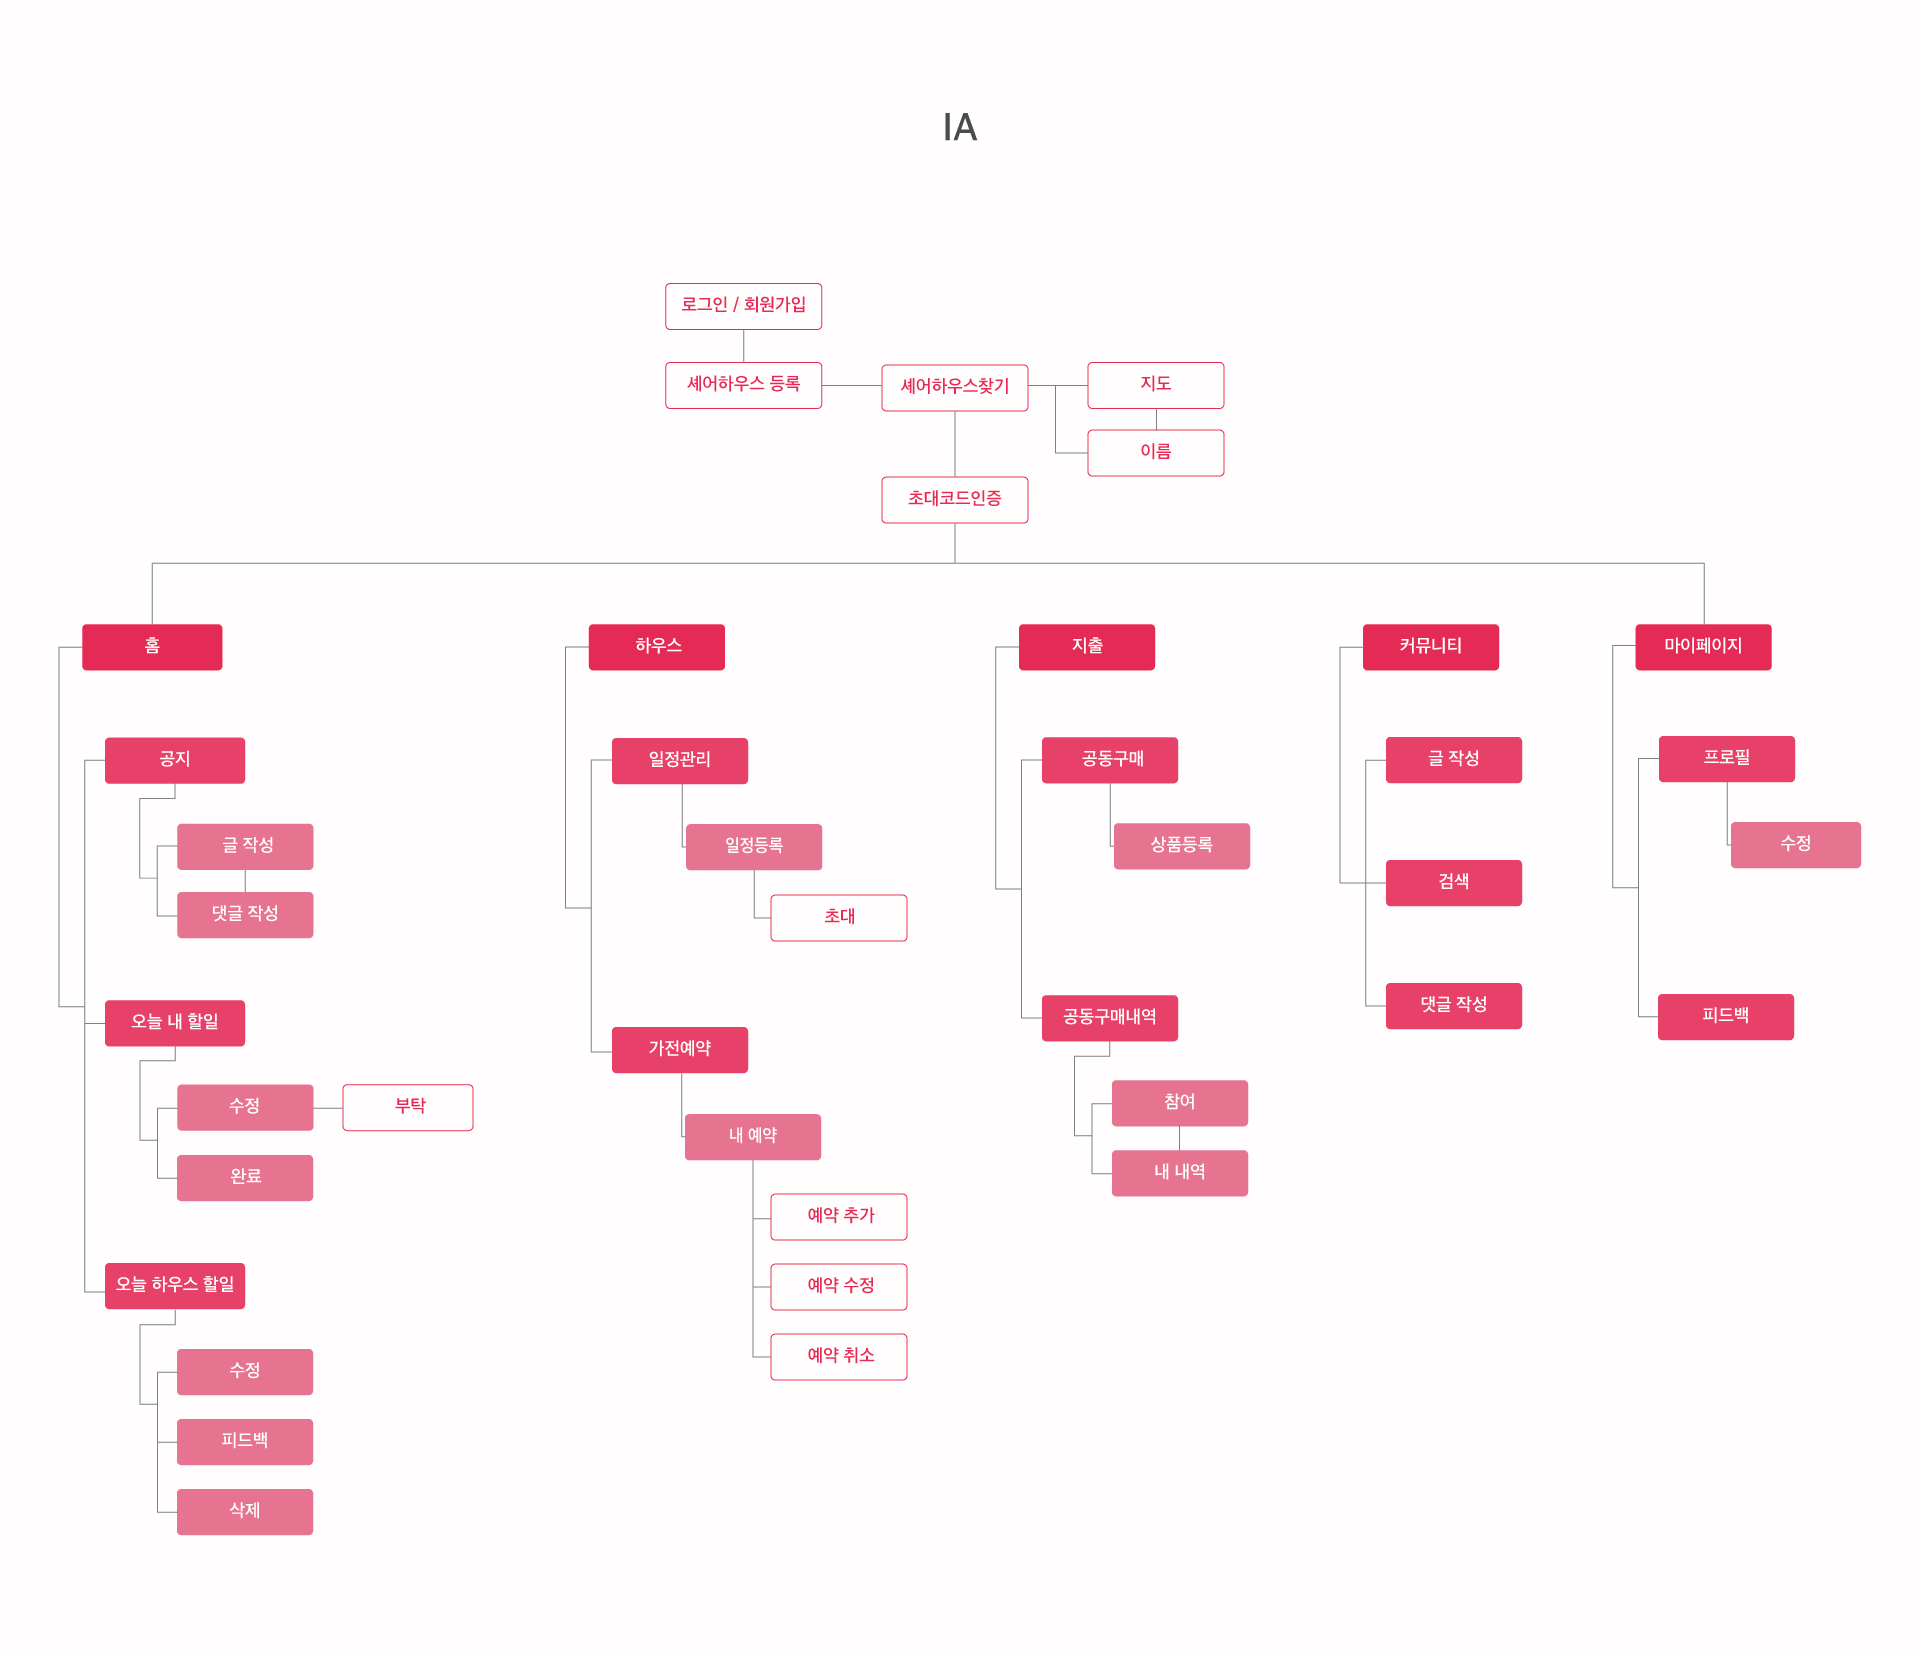 IA
로그인 / 회원가입
셰어하우스 등록
셰어하우스찾기
지도
이름
초대코드인증
홈
하우스
지출
커뮤니티
마이페이지
공지
글 작성
댓글 작성
오늘 내 할일
수정
부탁
완료
오늘 하우스 할일
수정
피드백
삭제
일정관리
일정등록
초대
가전예약
내 예약
예약 추가
예약 수정
예약 취소
공동구매
상품등록
공동구매내역
참여
내 내역
글 작성
검색
댓글 작성
프로필
수정
피드백